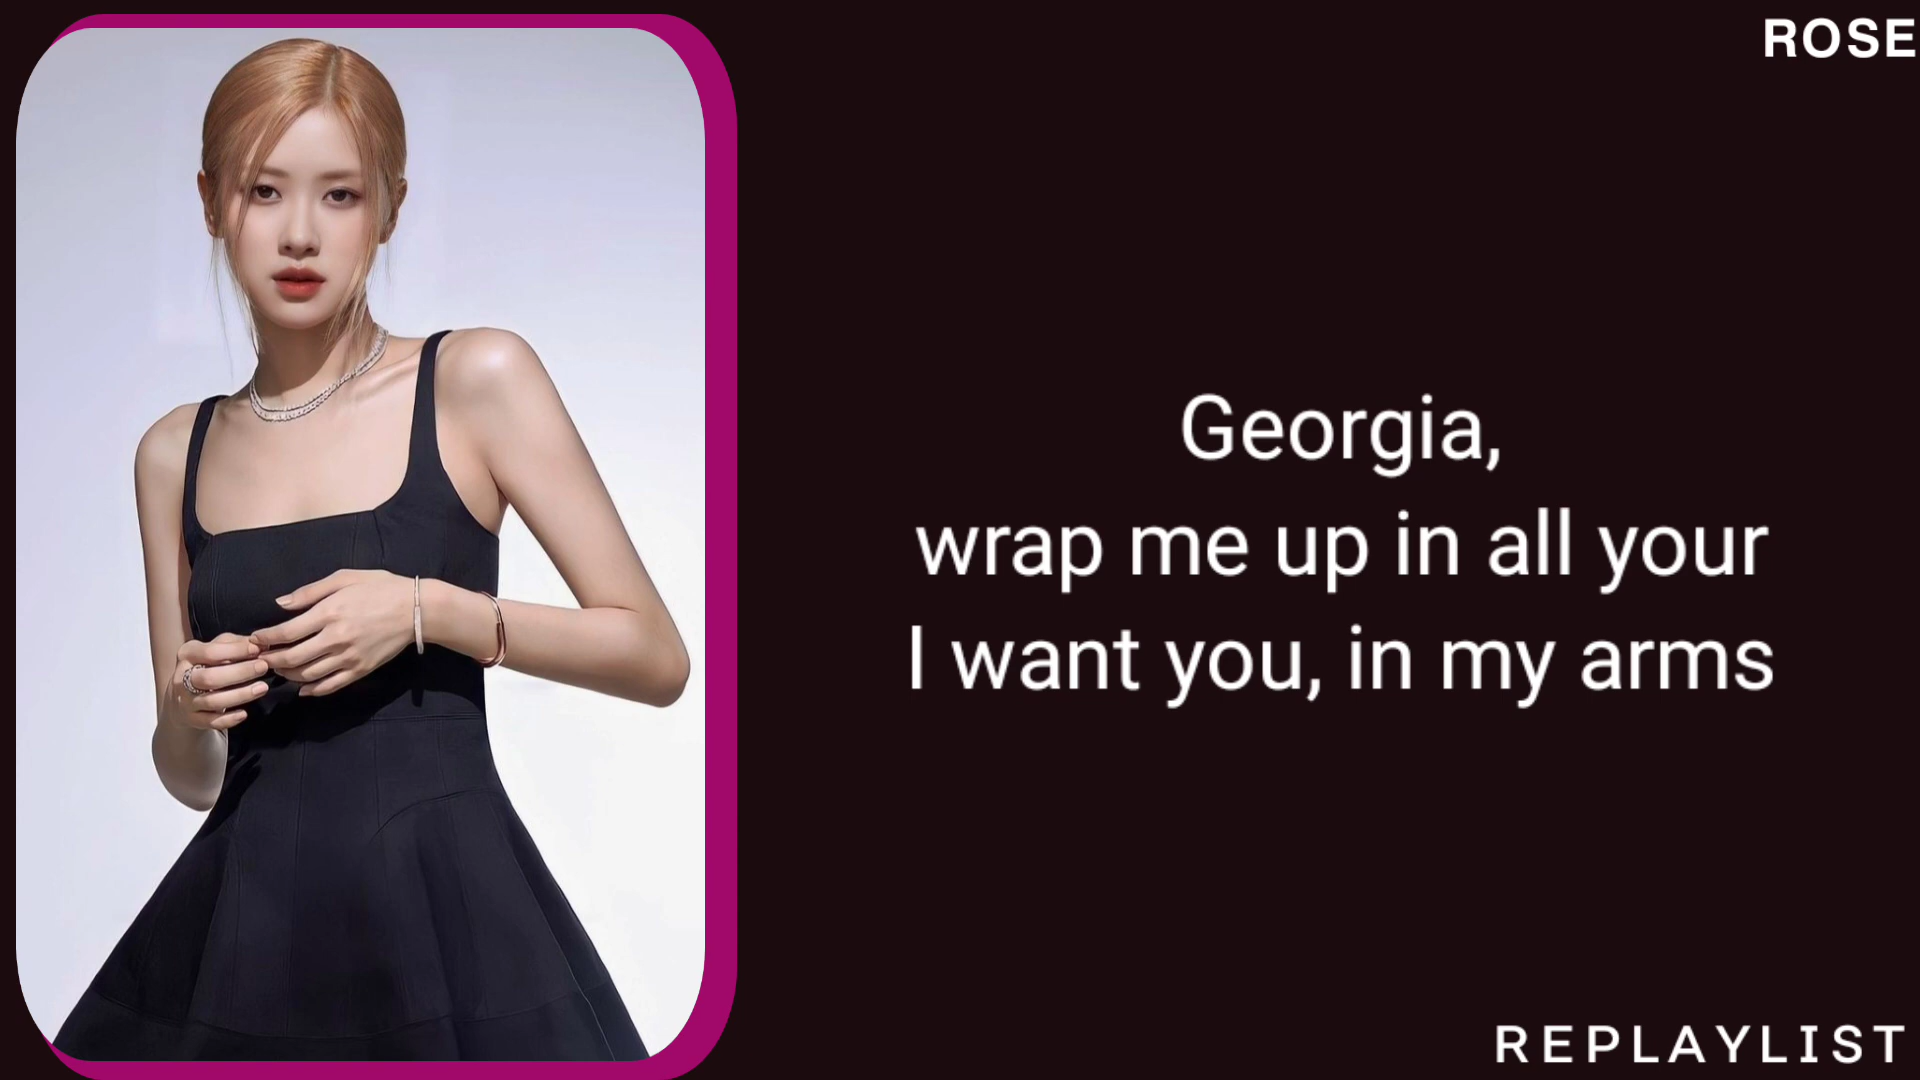 ROSE
Georgia,
wrap me up in all your
I want you, in my arms
REPLAYLIST